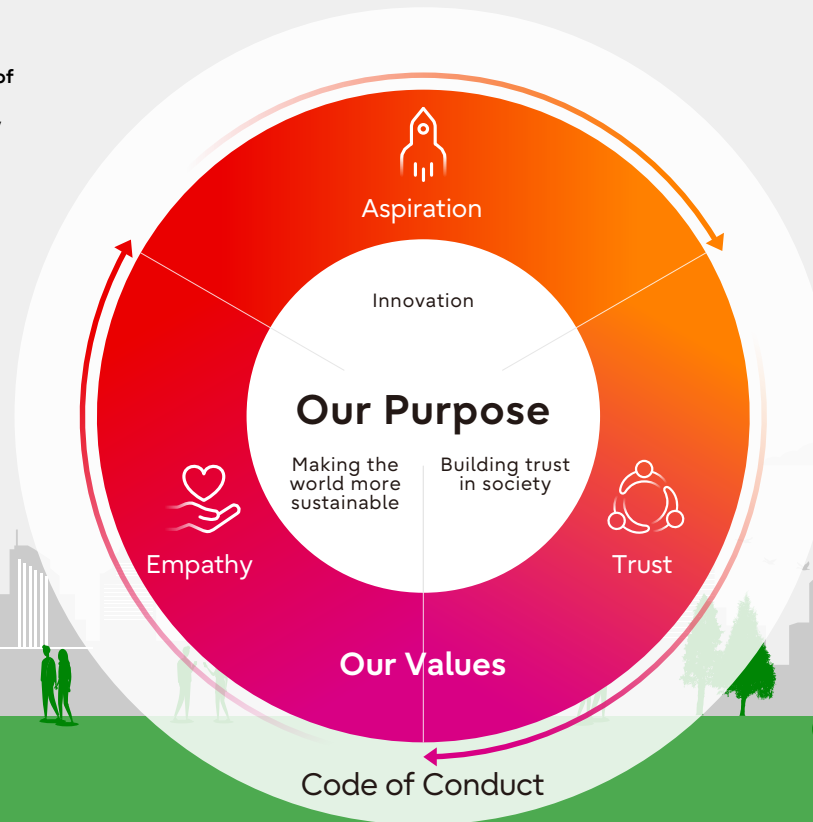 of
Aspiration
Innovation
Our Purpose
Making the
world more
sustainable
Building trust
in society
Empathy
Trust
Our Values
Code of Conduct